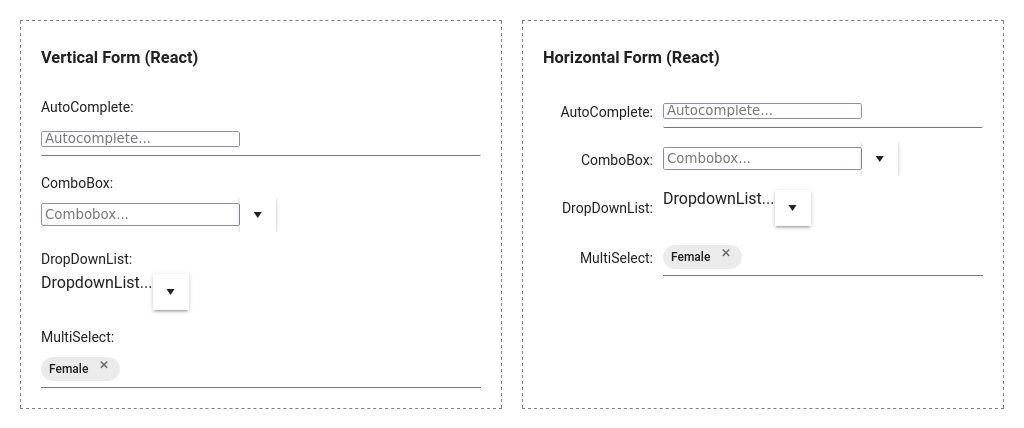 Vertical Form (React)
AutoComplete:
Autocomplete...
ComboBox:
Combobox...
DropDownList:
DropdownList...
MultiSelect:
Female ×
Horizontal Form (React)
AutoComplete: Autocomplete...
ComboBox: Combobox...
DropDownList: DropdownList...
MultiSelect: Female ×